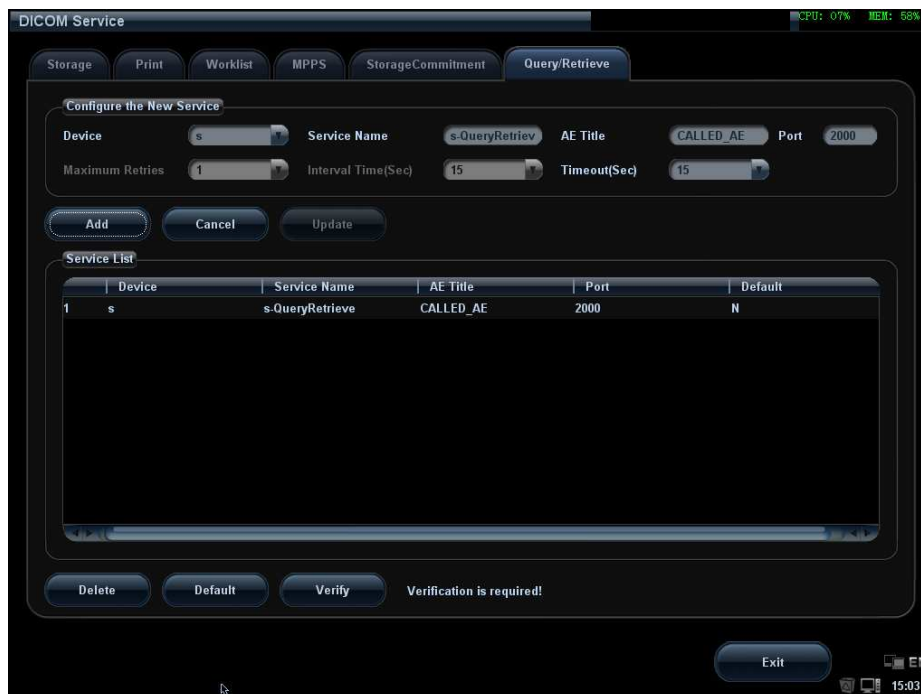 DICOM Service CPU: 07% MEM: 58%
Storage Print Worklist MPPS StorageCommitment Query/Retrieve
Configure the New Service
Device s Service Name s-QueryRetriev AE Title CALLED_AE Port 2000
Maximum Retries 1 Interval Time(Sec) 15 Timeout(Sec) 15
Add Cancel Update
Service List
Device Service Name AE Title Port Default
1 s s-QueryRetrieve CALLED_AE 2000 N
Delete Default Verify Verification is required!
Exit
15:03